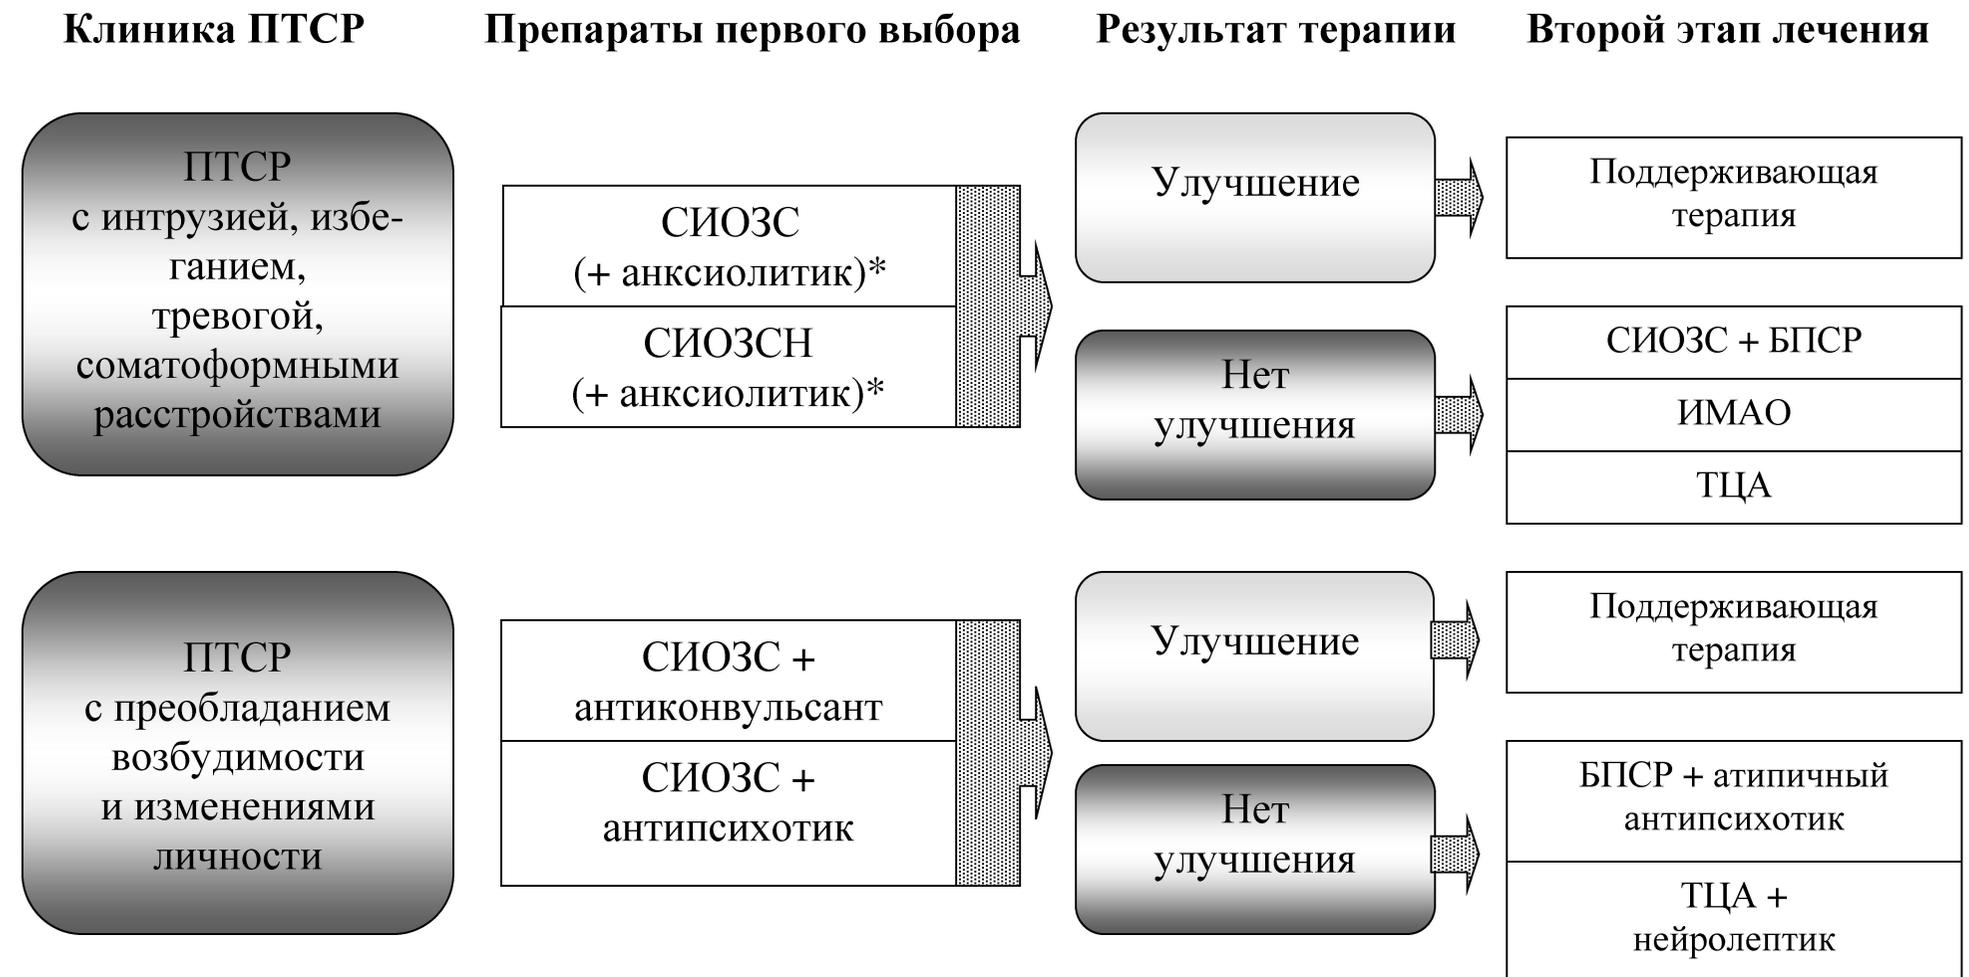 Клиника ПТСР
Препараты первого выбора
Результат терапии
Второй этап лечения
ПТСР
с интрузией, избе-
ганием,
тревогой,
соматоформными
расстройствами
СИОЗС
(+ анксиолитик)*
СИОЗСН
(+ анксиолитик)*
Улучшение
Поддерживающая
терапия
Нет
улучшения
СИОЗС + БПСР
ИМАО
ТЦА
ПТСР
с преобладанием
возбудимости
и изменениями
личности
СИОЗС +
антиконвульсант
СИОЗС +
антипсихотик
Улучшение
Поддерживающая
терапия
Нет
улучшения
БПСР + атипичный
антипсихотик
ТЦА +
нейролептик